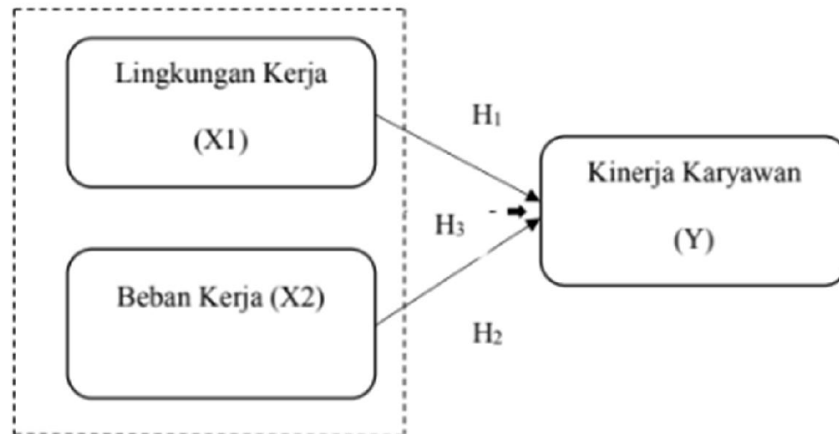 Lingkungan Kerja
(X1)
H₁
Kinerja Karyawan
(Y)
H₃
Beban Kerja (X2)
H₂